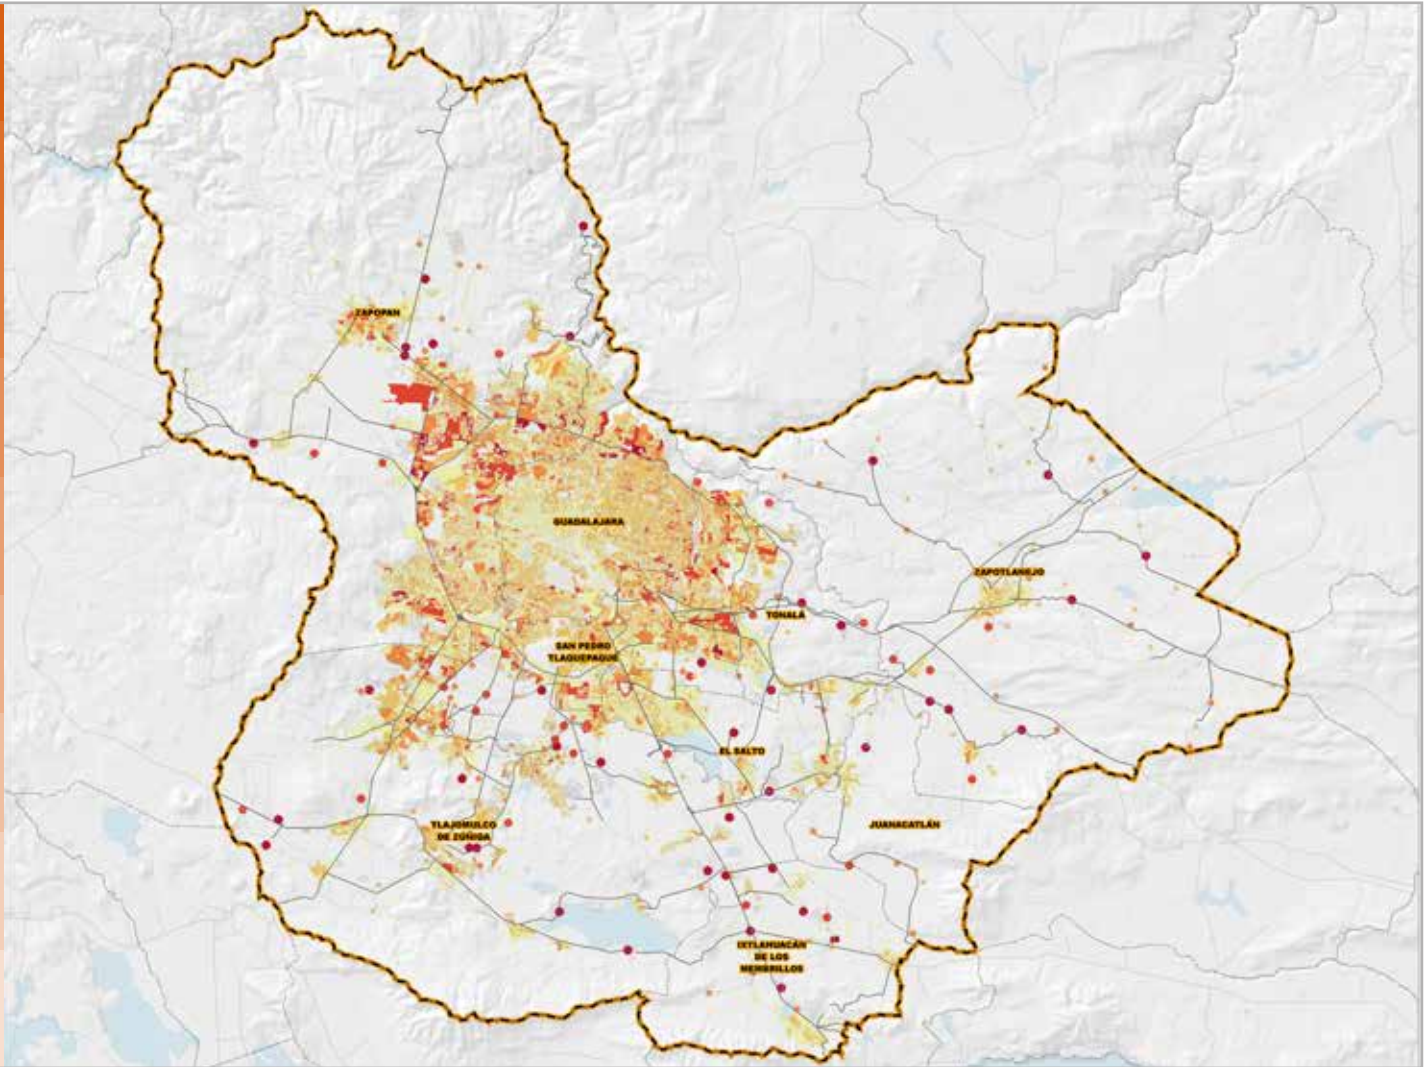 ZAPOPAN
GUADALAJARA
ZAPOTLANEJO
TONALÁ
SAN PEDRO
TLAQUEPAQUE
EL SALTO
TLAJOMULCO
DE ZÚÑIGA
JUANACATLÁN
IXTLAHUACÁN
DE LOS
MEMBRILLOS